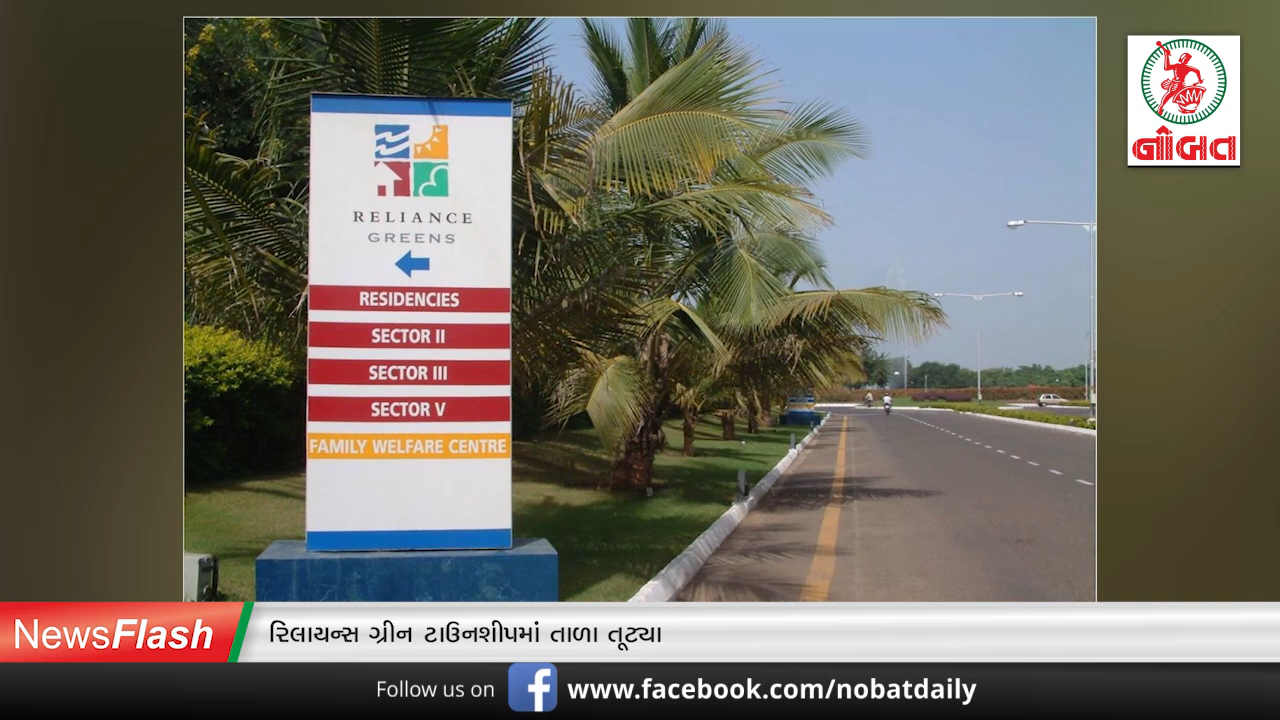 RELIANCE
GREENS
RESIDENCIES
SECTOR II
SECTOR III
SECTOR V
FAMILY WELFARE CENTRE
નોબત
NewsFlash
રિલાયન્સ ગ્રીન ટાઉનશીપમાં તાળા તૂટ્યા
Follow us on
www.facebook.com/nobatdaily